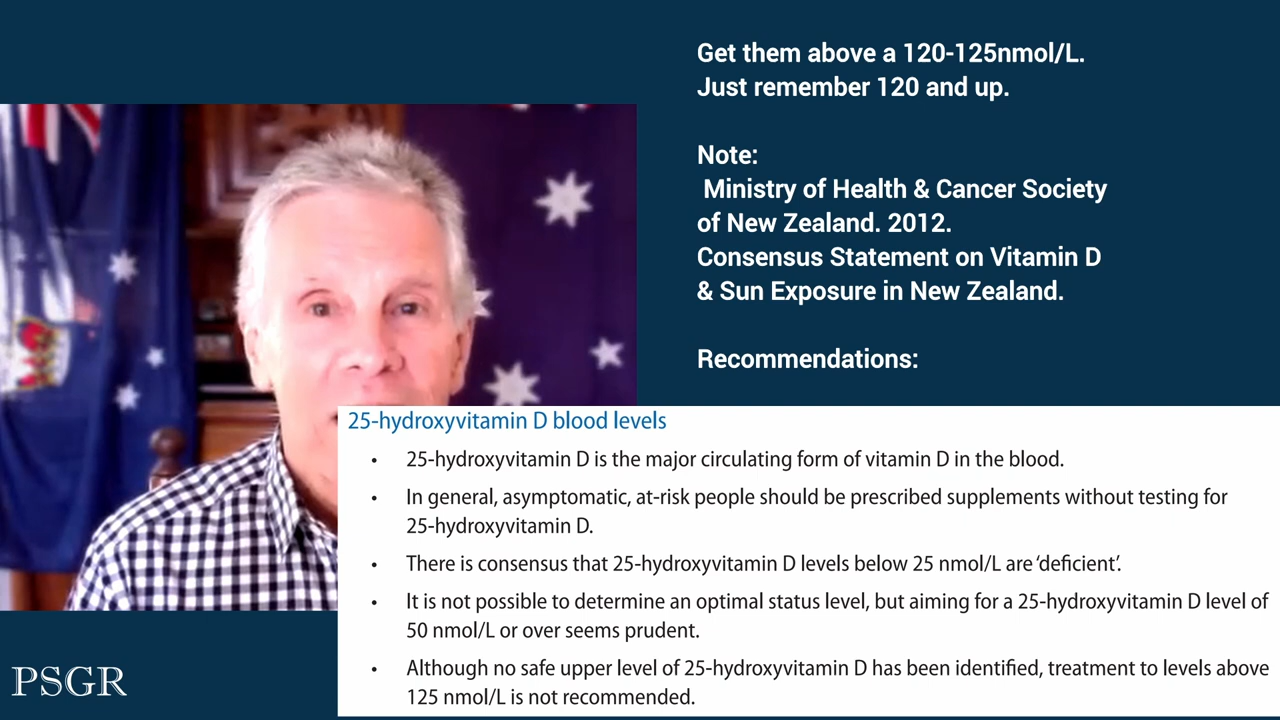 Get them above a 120-125nmol/L.
Just remember 120 and up.
Note:
Ministry of Health & Cancer Society
of New Zealand. 2012.
Consensus Statement on Vitamin D
& Sun Exposure in New Zealand.
Recommendations:
25-hydroxyvitamin D blood levels
• 25-hydroxyvitamin D is the major circulating form of vitamin D in the blood.
• In general, asymptomatic, at-risk people should be prescribed supplements without testing for
25-hydroxyvitamin D.
• There is consensus that 25-hydroxyvitamin D levels below 25 nmol/L are ‘deficient’.
• It is not possible to determine an optimal status level, but aiming for a 25-hydroxyvitamin D level of
50 nmol/L or over seems prudent.
• Although no safe upper level of 25-hydroxyvitamin D has been identified, treatment to levels above
125 nmol/L is not recommended.
PSGR